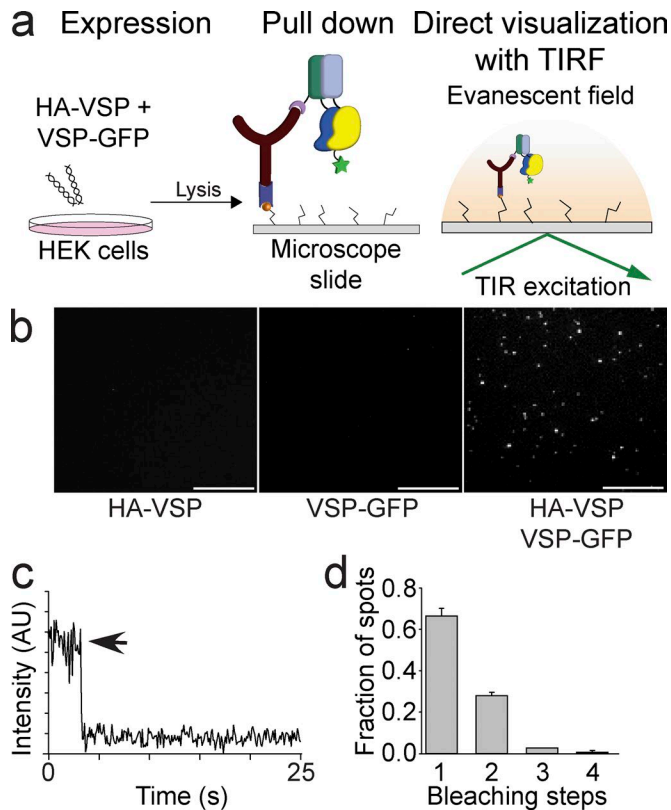 a
Expression
Pull down
Direct visualization
with TIRF
Evanescent field
HA-VSP +
VSP-GFP
Lysis
HEK cells
Microscope
slide
TIR excitation
b
HA-VSP
VSP-GFP
HA-VSP
VSP-GFP
c
Intensity (AU)
0
25
Time (s)
d
Fraction of spots
0.8
0.6
0.4
0.2
0.0
1 2 3 4
Bleaching steps